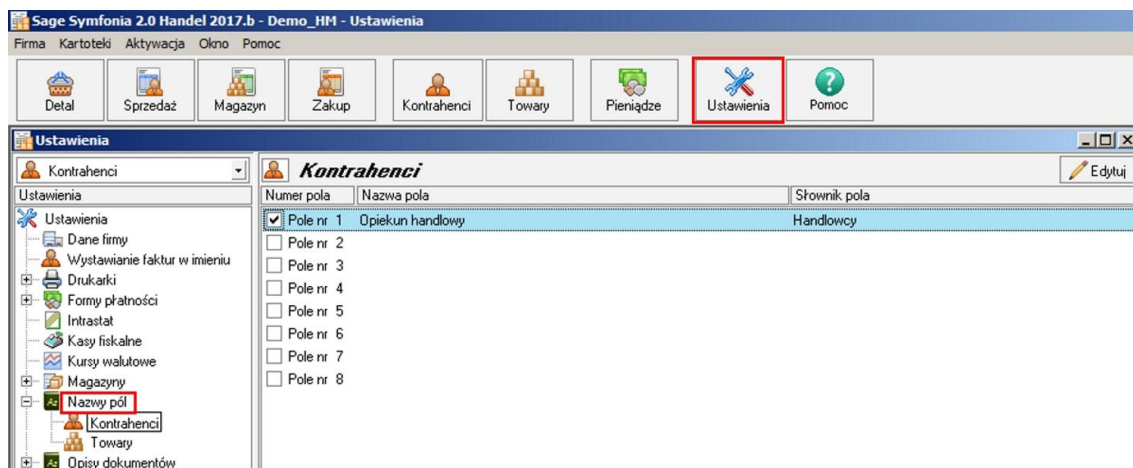 Sage Symfonia 2.0 Handel 2017.b - Demo_HM - Ustawienia
Firma Kartoteki Aktywacja Okno Pomoc
Detal Sprzedaż Magazyn Zakup Kontrahenci Towary Pieniądze Ustawienia Pomoc
Ustawienia
Kontrahenci
Kontrahenci
Edytuj
Ustawienia
Numer pola Nazwa pola Słownik pola
Ustawienia
Dane firmy
Wystawianie faktur w imieniu
Drukarki
Formy płatności
Intrastat
Kasy fiskalne
Kursy walutowe
Magazyny
Nazwy pól
Kontrahenci
Towary
Opisy dokumentów
Pole nr 1 Opiekun handlowy Handlowcy
Pole nr 2
Pole nr 3
Pole nr 4
Pole nr 5
Pole nr 6
Pole nr 7
Pole nr 8